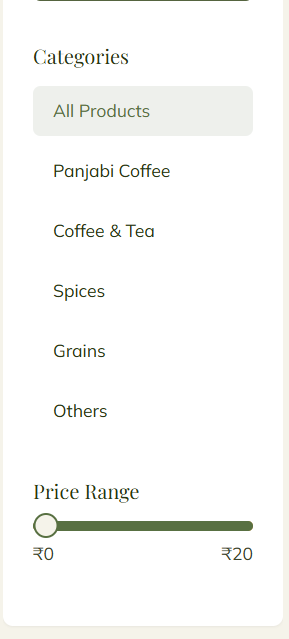 Categories
All Products
Panjabi Coffee
Coffee & Tea
Spices
Grains
Others
Price Range
₹0 ₹20